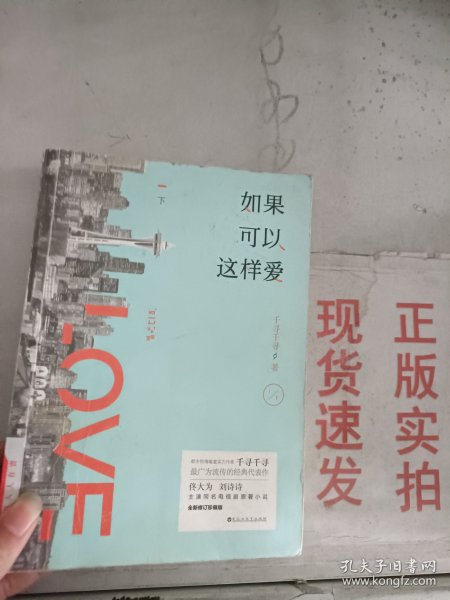 下
如果
可以
这样爱
千寻千寻 著
LOVE
千寻千寻
最广为流传的经典代表作
佟大为 刘诗诗
主演同名电视剧原著小说
全新修订珍藏版
正版实拍
现货速发
孔夫子旧书网
www.kongfz.com